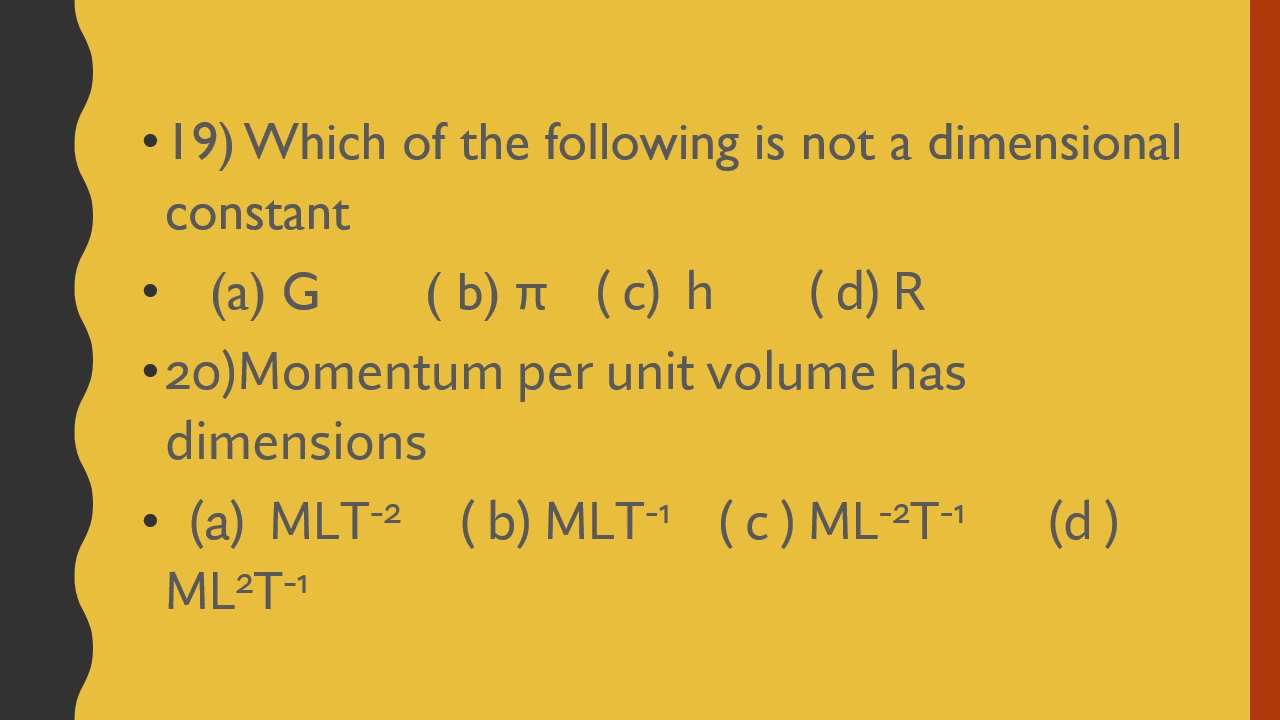 • 19) Which of the following is not a dimensional
constant
• (a) G ( b) π ( c) h ( d) R
• 20)Momentum per unit volume has
dimensions
• (a) MLT⁻² ( b) MLT⁻¹ ( c ) ML⁻²T⁻¹ (d )
ML²T⁻¹